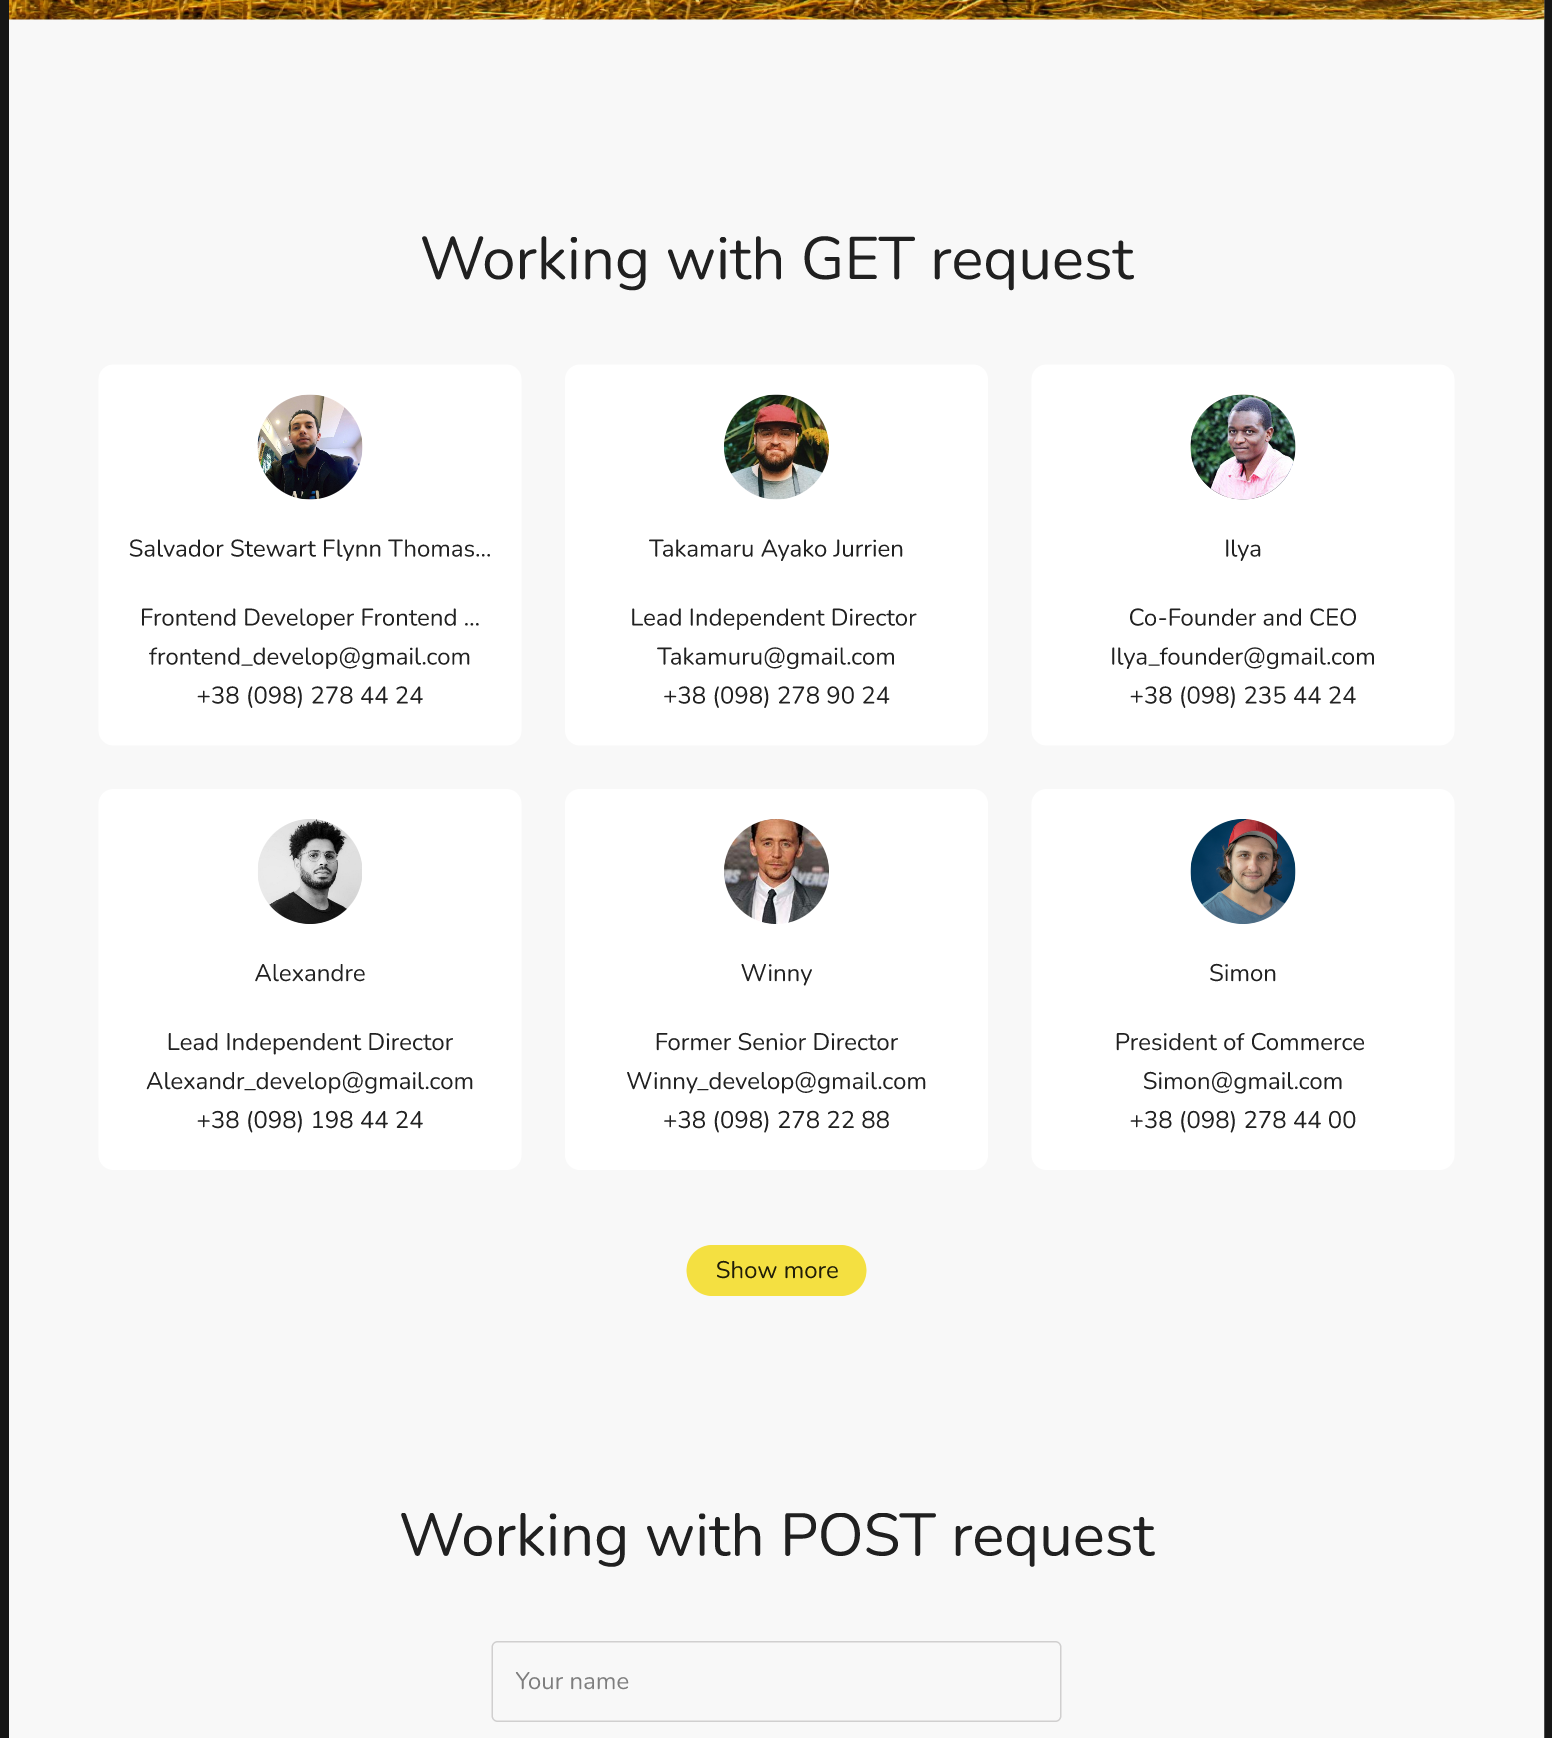 Working with GET request
Salvador Stewart Flynn Thomas...
Frontend Developer Frontend ...
frontend_develop@gmail.com
+38 (098) 278 44 24
Takamaru Ayako Jurrien
Lead Independent Director
Takamuru@gmail.com
+38 (098) 278 90 24
Ilya
Co-Founder and CEO
Ilya_founder@gmail.com
+38 (098) 235 44 24
Alexandre
Lead Independent Director
Alexandr_develop@gmail.com
+38 (098) 198 44 24
Winny
Former Senior Director
Winny_develop@gmail.com
+38 (098) 278 22 88
Simon
President of Commerce
Simon@gmail.com
+38 (098) 278 44 00
Show more
Working with POST request
Your name